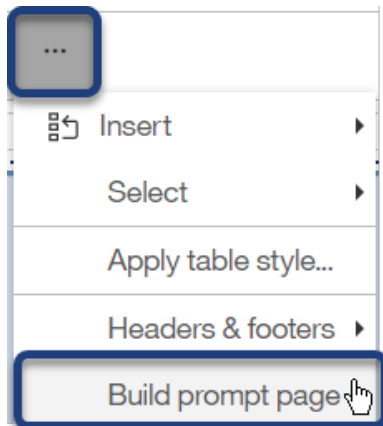 ...
Insert
Select
Apply table style...
Headers & footers
Build prompt page